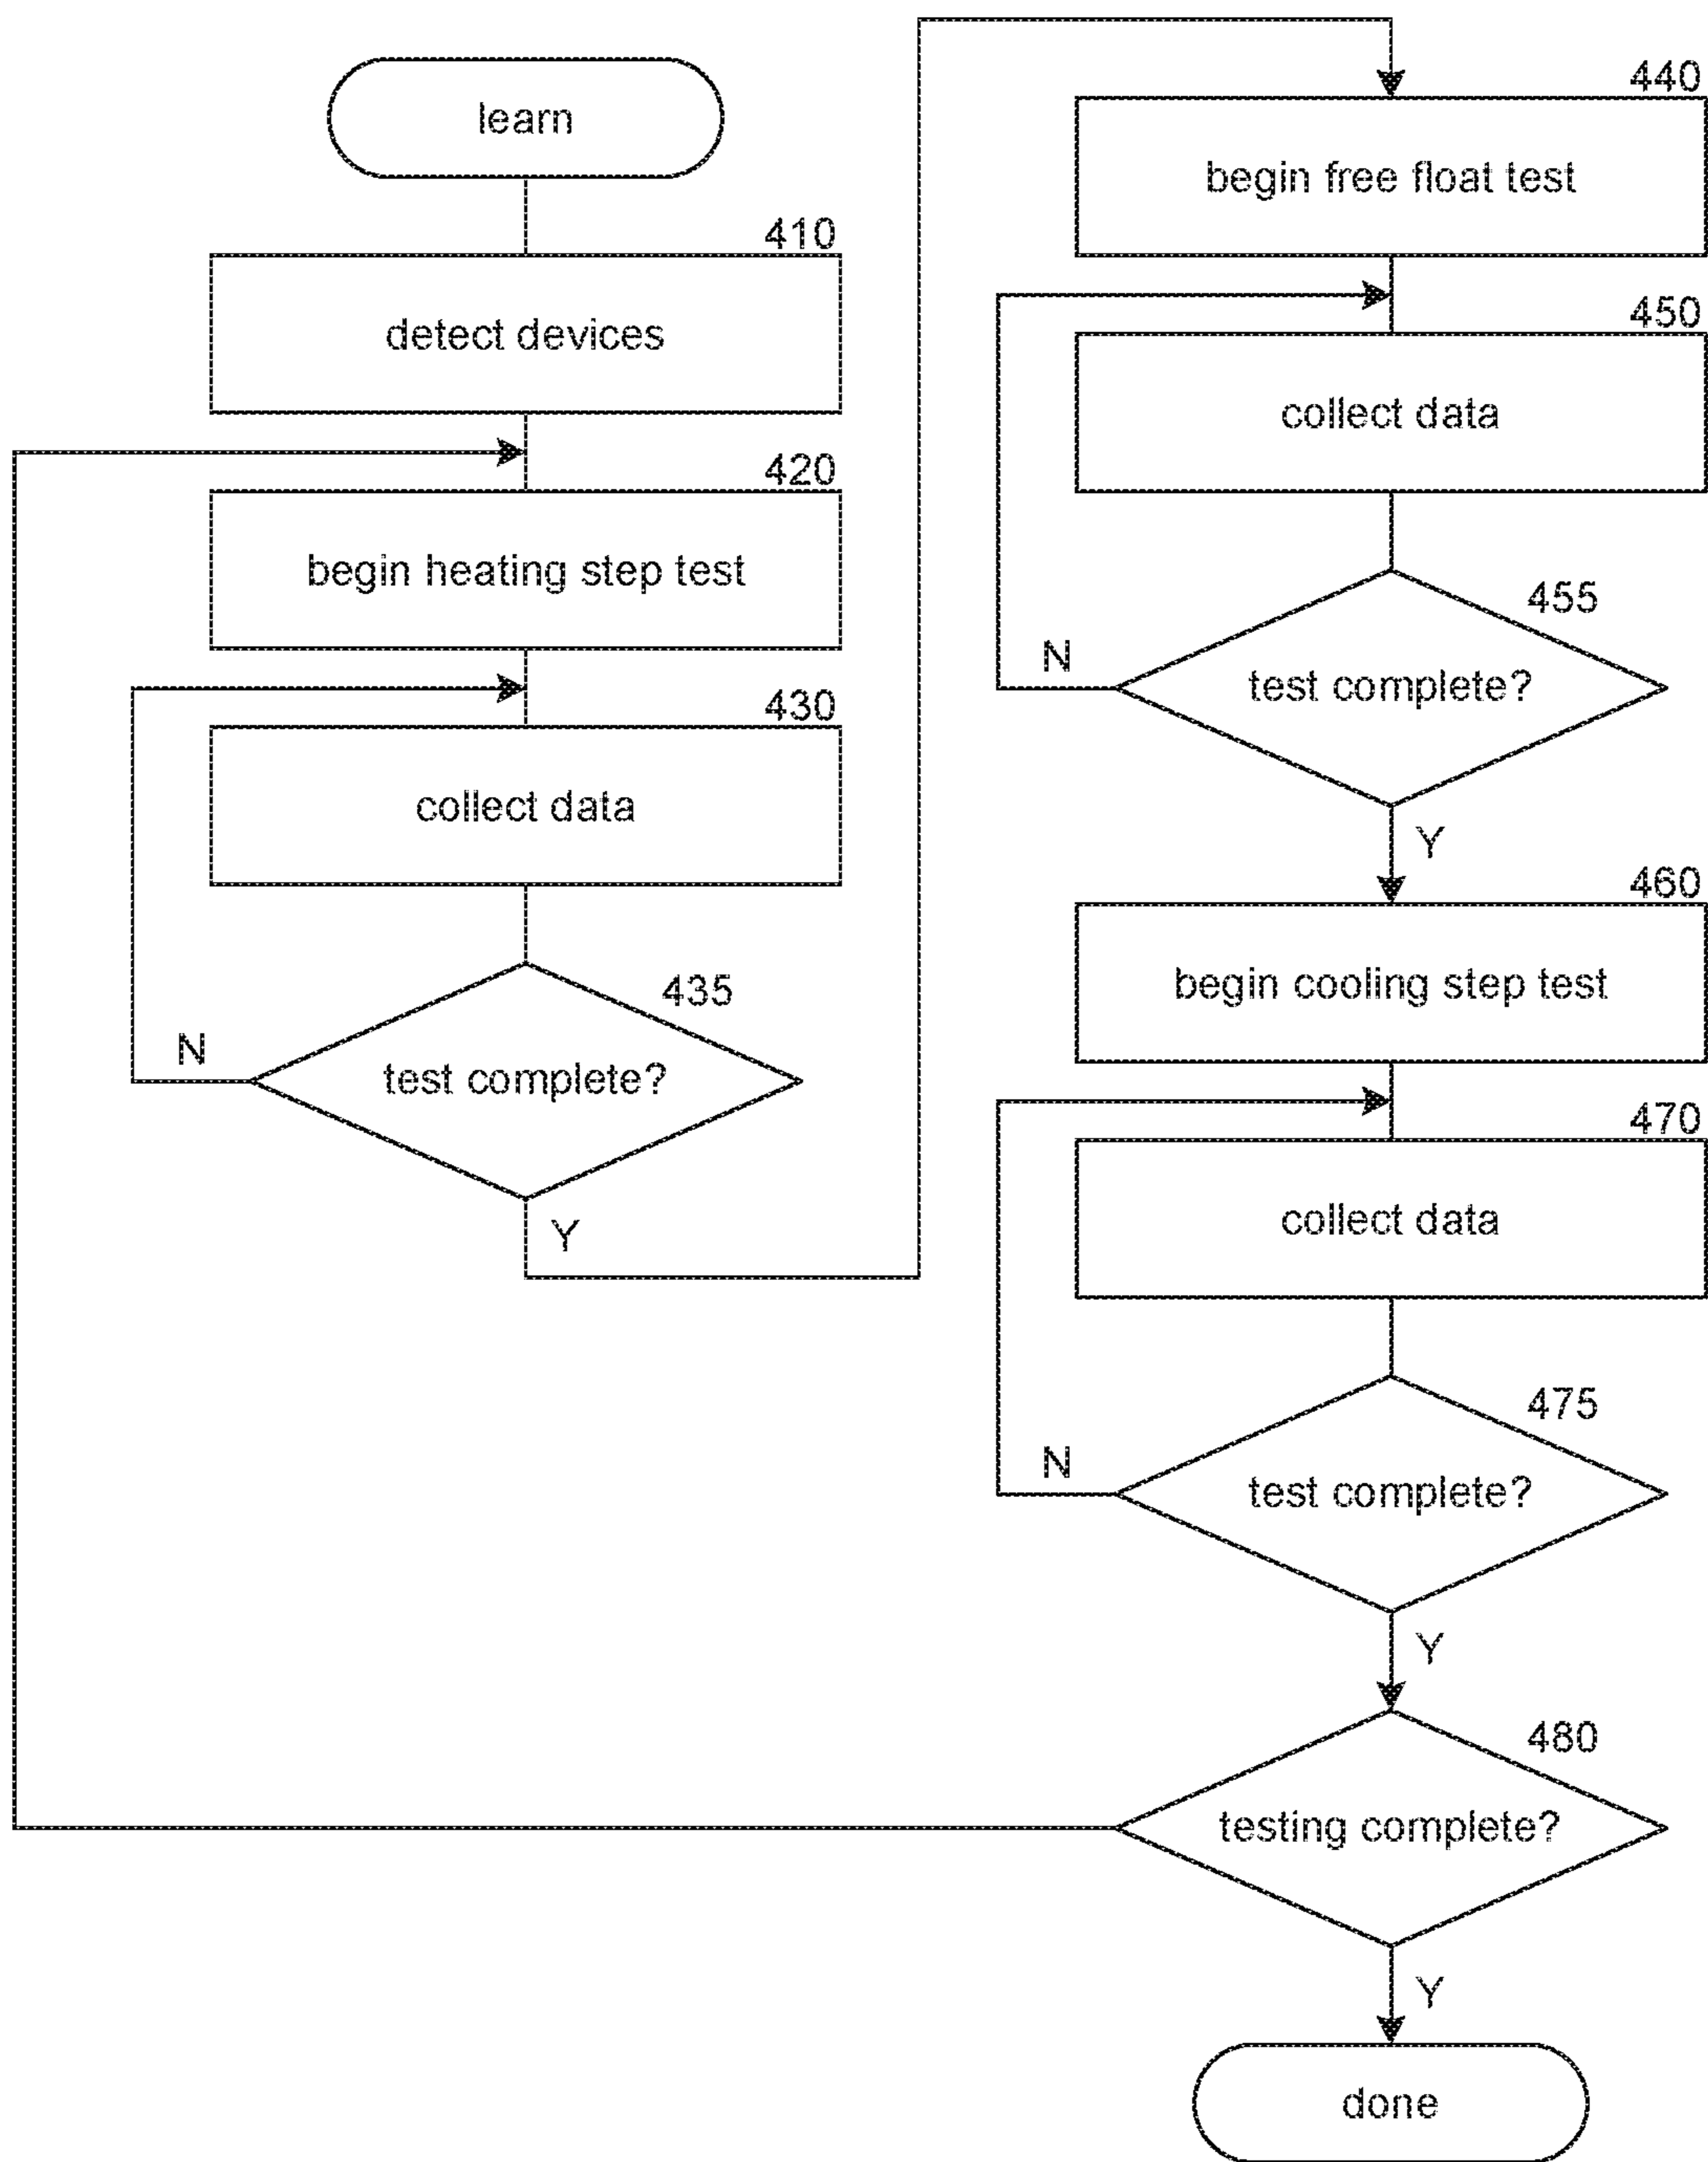 learn
410
detect devices
420
begin heating step test
430
collect data
435
N
test complete?
Y
440
begin free float test
450
collect data
455
N
test complete?
Y
460
begin cooling step test
470
collect data
475
N
test complete?
Y
480
testing complete?
Y
done